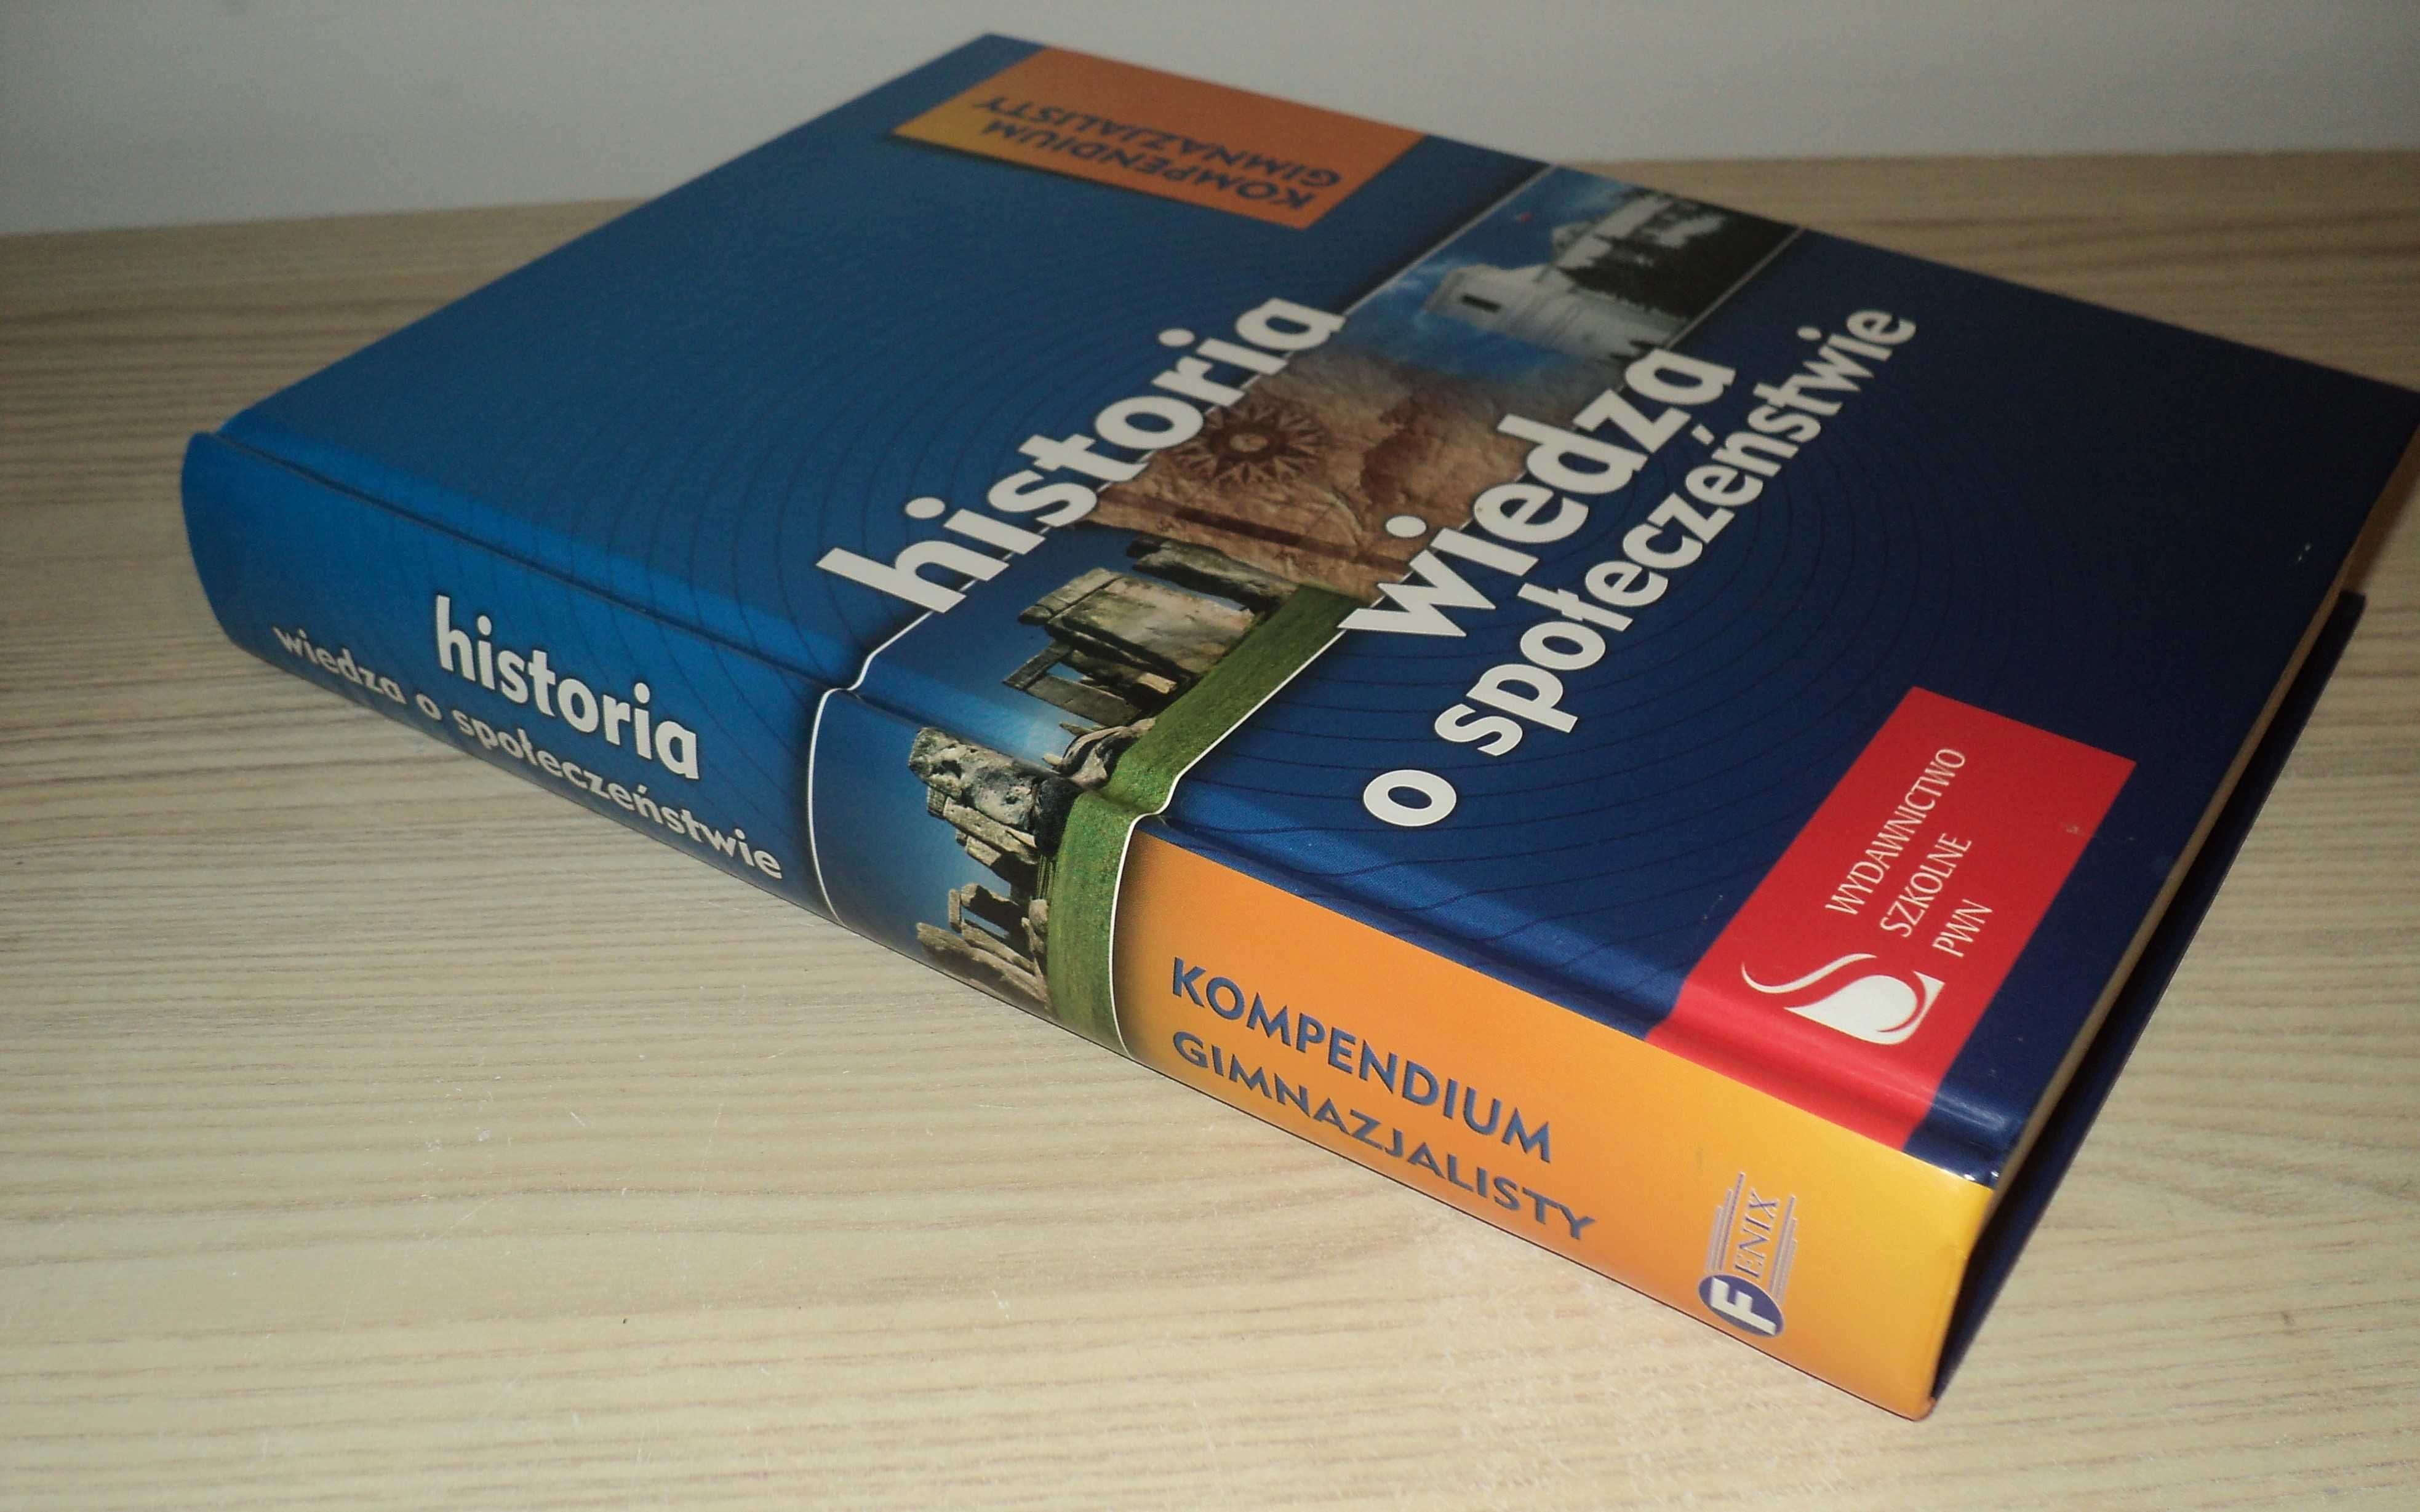 KOMPENDIUM
GIMNAZJALISTY
historia
wiedza
o społeczeństwie
WYDAWNICTWO
SZKOLNE
PWN
historia
wiedza o społeczeństwie
KOMPENDIUM
GIMNAZJALISTY
FENIX